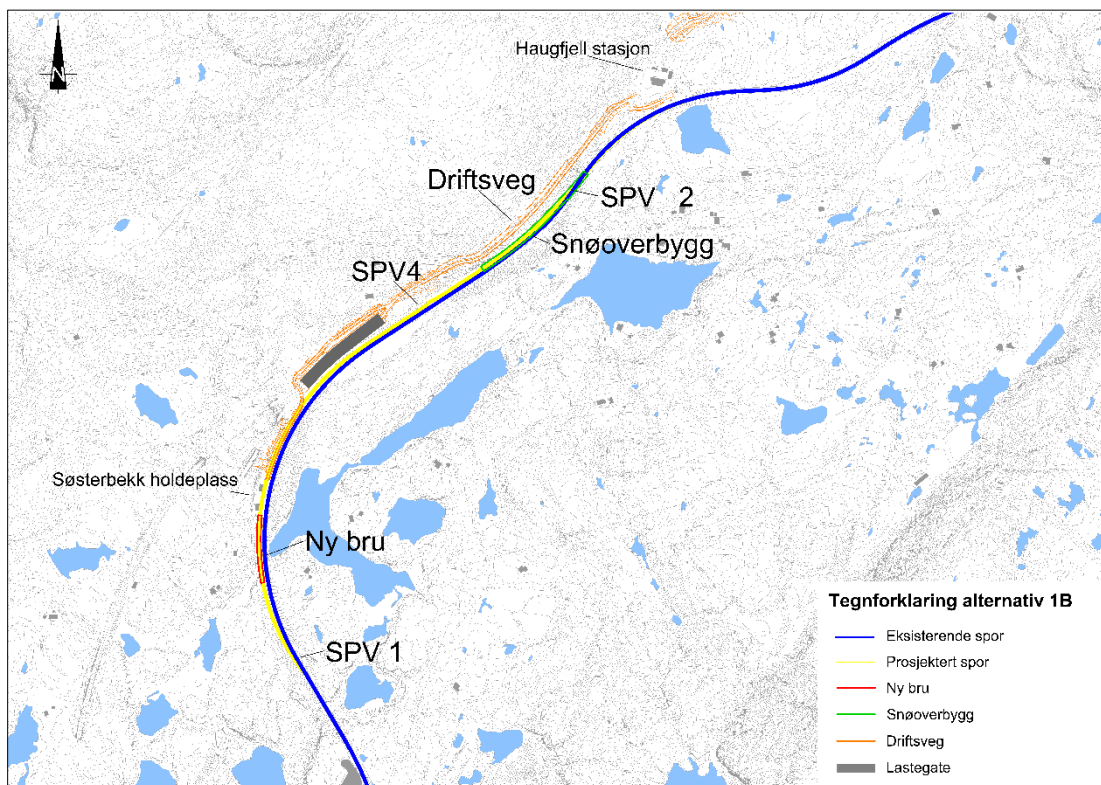 N
Haugfjell stasjon
Driftsveg
SPV 2
Snøoverbygg
SPV4
Søsterbekk holdeplass
Ny bru
SPV 1
Tegnforklaring alternativ 1B
Eksisterende spor
Prosjektert spor
Ny bru
Snøoverbygg
Driftsveg
Lastegate